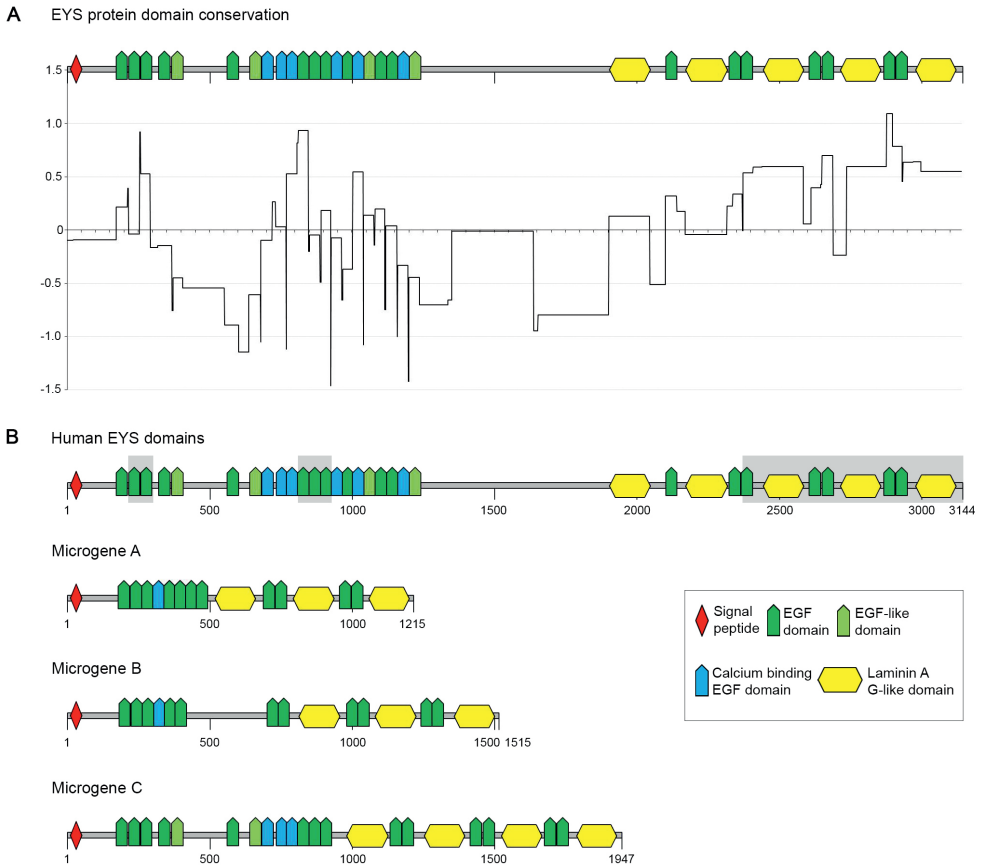 A
EYS protein domain conservation
1.5
1.0
0.5
0
-0.5
-1.0
-1.5
B
Human EYS domains
1 500 1000 1500 2000 2500 3000 3144
Microgene A
1 500 1000 1215
Microgene B
1 500 1000 1500 1515
Microgene C
1 500 1000 1500 1947
Signal
peptide
EGF
domain
EGF-like
domain
Calcium binding
EGF domain
Laminin A
G-like domain